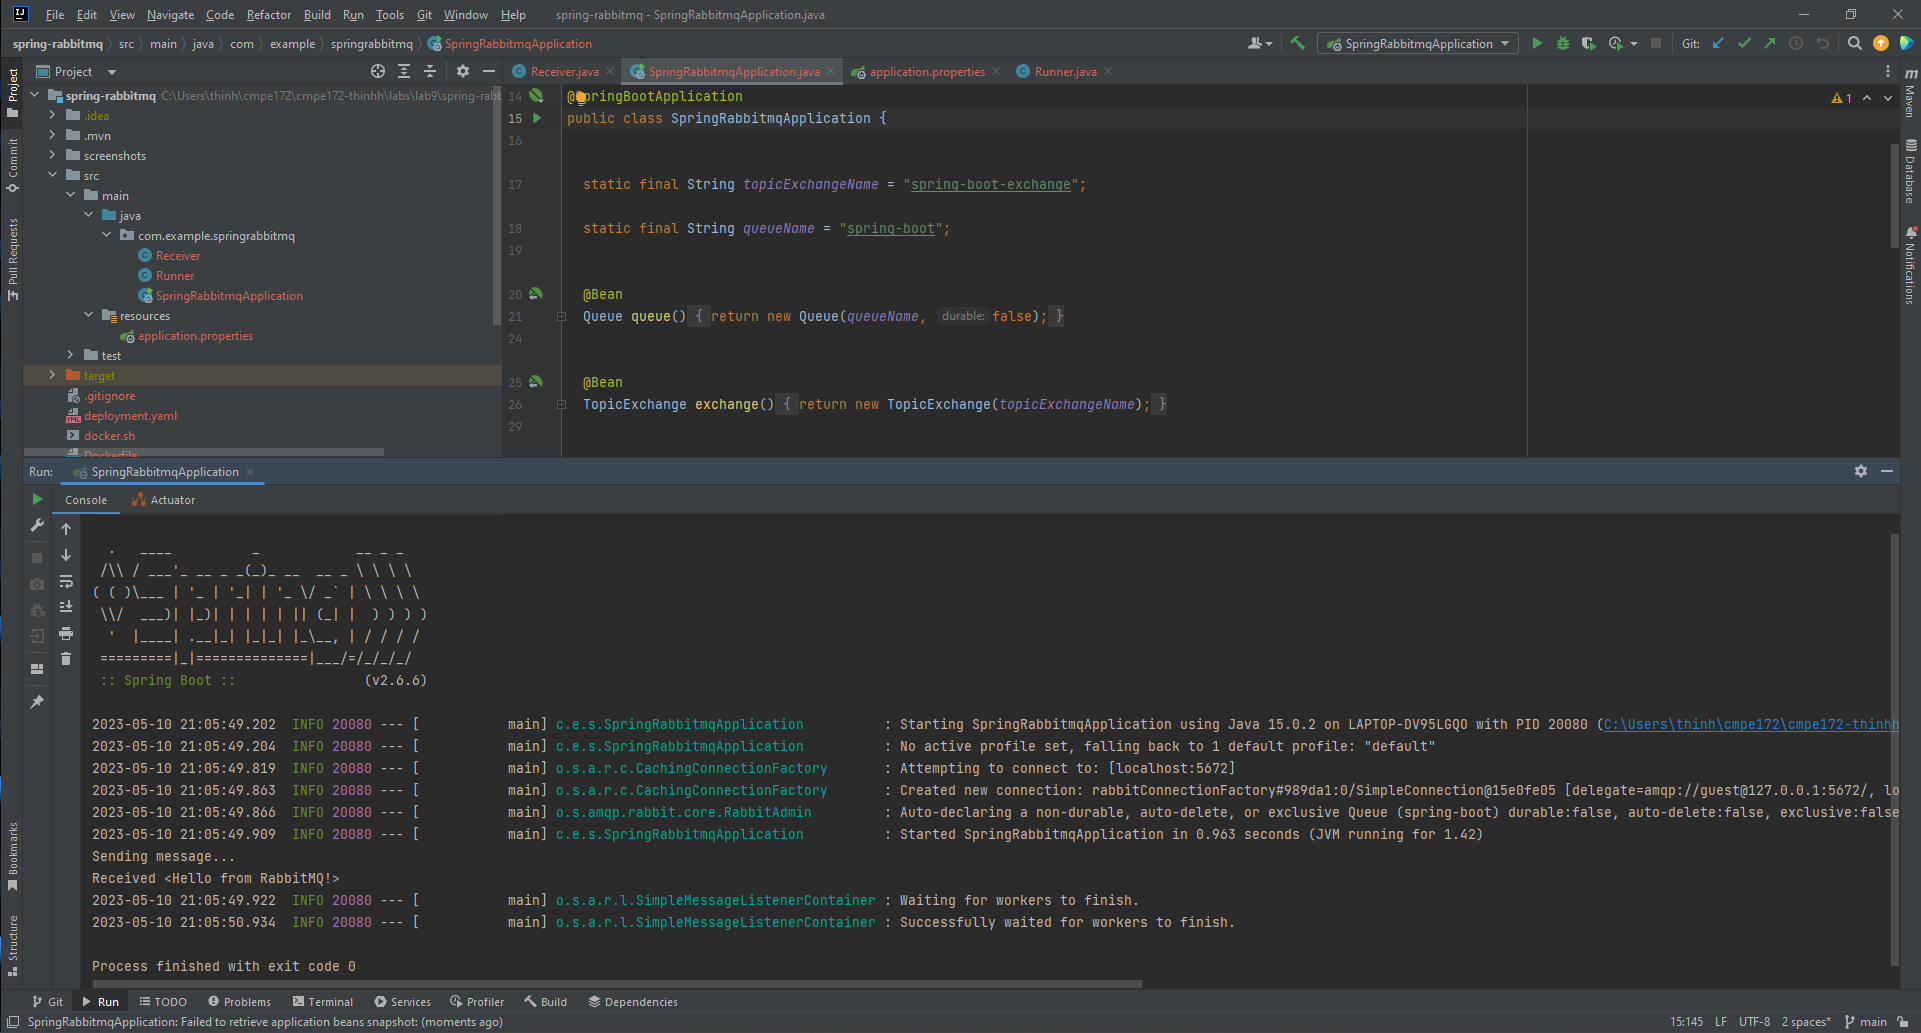 File Edit View Navigate Code Refactor Build Run Tools Git Window Help spring-rabbitmq - SpringRabbitmqApplication.java
spring-rabbitmq src main java com example springrabbitmq SpringRabbitmqApplication SpringRabbitmqApplication Git:
Project
Receiver.java SpringRabbitmqApplication.java application.properties Runner.java
spring-rabbitmq C:\Users\thinh\cmpe172\cmpe172-thinhh\labs\lab9\spring-rabb
.idea
.mvn
screenshots
src
main
java
com.example.springrabbitmq
Receiver
Runner
SpringRabbitmqApplication
resources
application.properties
test
target
.gitignore
deployment.yaml
docker.sh
Dockerfile
Project
Commit
Pull Requests
Bookmarks
Structure
14 @SpringBootApplication
1
15 public class SpringRabbitmqApplication {
16
17 static final String topicExchangeName = "spring-boot-exchange";
18 static final String queueName = "spring-boot";
19
20 @Bean
21 Queue queue() { return new Queue(queueName, durable: false); }
24
25 @Bean
26 TopicExchange exchange() { return new TopicExchange(topicExchangeName); }
29
Maven
Database
Notifications
Run: SpringRabbitmqApplication
Console Actuator
  .   ____          _            __ _ _
 /\\ / ___'_ __ _ _(_)_ __  __ _ \ \ \ \
( ( )\___ | '_ | '_| | '_ \/ _` | \ \ \ \
 \\/  ___)| |_)| | | | | || (_| |  ) ) ) )
  '  |____| .__|_| |_|_| |_\__, | / / / /
 =========|_|==============|___/=/_/_/_/
 :: Spring Boot ::                (v2.6.6)
2023-05-10 21:05:49.202  INFO 20080 --- [           main] c.e.s.SpringRabbitmqApplication          : Starting SpringRabbitmqApplication using Java 15.0.2 on LAPTOP-DV95LGQO with PID 20080 (C:\Users\thinh\cmpe172\cmpe172-thinhh
2023-05-10 21:05:49.204  INFO 20080 --- [           main] c.e.s.SpringRabbitmqApplication          : No active profile set, falling back to 1 default profile: "default"
2023-05-10 21:05:49.819  INFO 20080 --- [           main] o.s.a.r.c.CachingConnectionFactory       : Attempting to connect to: [localhost:5672]
2023-05-10 21:05:49.863  INFO 20080 --- [           main] o.s.a.r.c.CachingConnectionFactory       : Created new connection: rabbitConnectionFactory#989da1:0/SimpleConnection@15e0fe05 [delegate=amqp://guest@127.0.0.1:5672/, lo
2023-05-10 21:05:49.866  INFO 20080 --- [           main] o.s.amqp.rabbit.core.RabbitAdmin         : Auto-declaring a non-durable, auto-delete, or exclusive Queue (spring-boot) durable:false, auto-delete:false, exclusive:false
2023-05-10 21:05:49.909  INFO 20080 --- [           main] c.e.s.SpringRabbitmqApplication          : Started SpringRabbitmqApplication in 0.963 seconds (JVM running for 1.42)
Sending message...
Received <Hello from RabbitMQ!>
2023-05-10 21:05:49.922  INFO 20080 --- [           main] o.s.a.r.l.SimpleMessageListenerContainer : Waiting for workers to finish.
2023-05-10 21:05:50.934  INFO 20080 --- [           main] o.s.a.r.l.SimpleMessageListenerContainer : Successfully waited for workers to finish.
Process finished with exit code 0
Git Run TODO Problems Terminal Services Profiler Build Dependencies
SpringRabbitmqApplication: Failed to retrieve application beans snapshot: (moments ago) 15:145 LF UTF-8 2 spaces* main